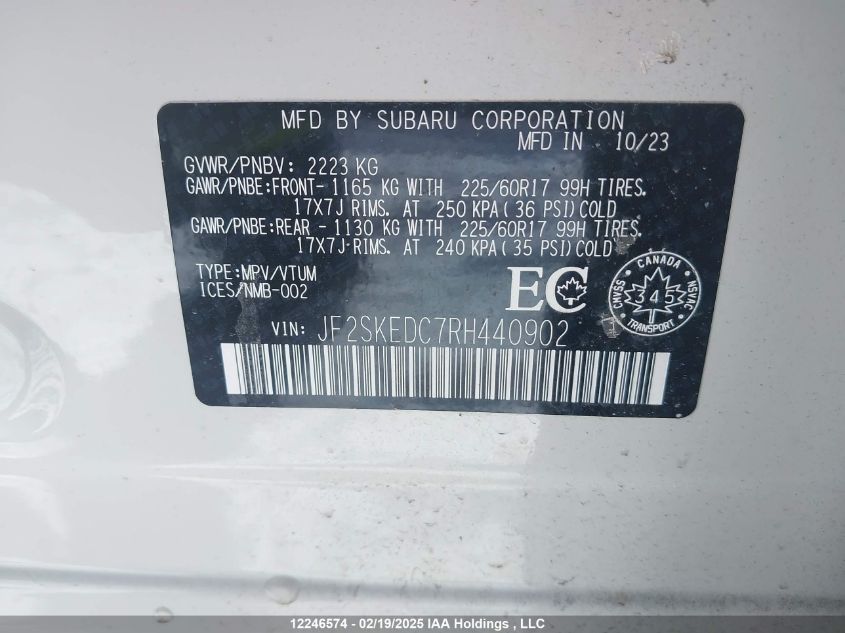 MFD BY SUBARU CORPORATION
MFD IN 10/23
GVWR/PNBV: 2223 KG
GAWR/PNBE:FRONT- 1165 KG WITH 225/60R17 99H TIRES.
17X7J RIMS. AT 250 KPA( 36 PSI)COLD
GAWR/PNBE:REAR - 1130 KG WITH 225/60R17 99H TIRES.
17X7J RIMS. AT 240 KPA( 35 PSI)COLD
TYPE:MPV/VTUM
ICES/NMB-002
EC
CANADA
CMVSS 345 NSVAC
TRANSPORT
VIN: JF2SKEDC7RH440902
12246574 - 02/19/2025 IAA Holdings , LLC